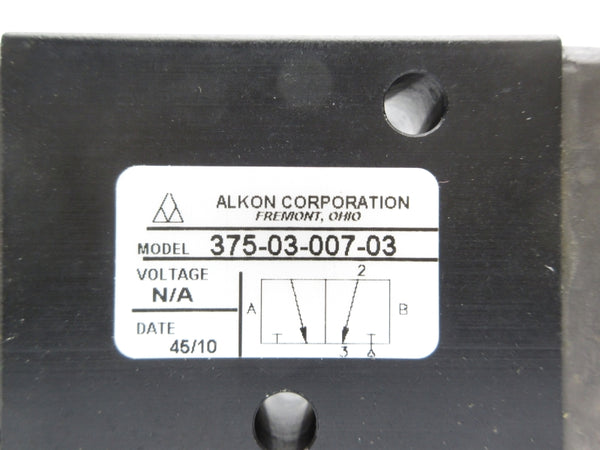 ALKON CORPORATION
FREMONT, OHIO
MODEL 375-03-007-03
VOLTAGE
N/A
DATE
45/10
2
A B
3